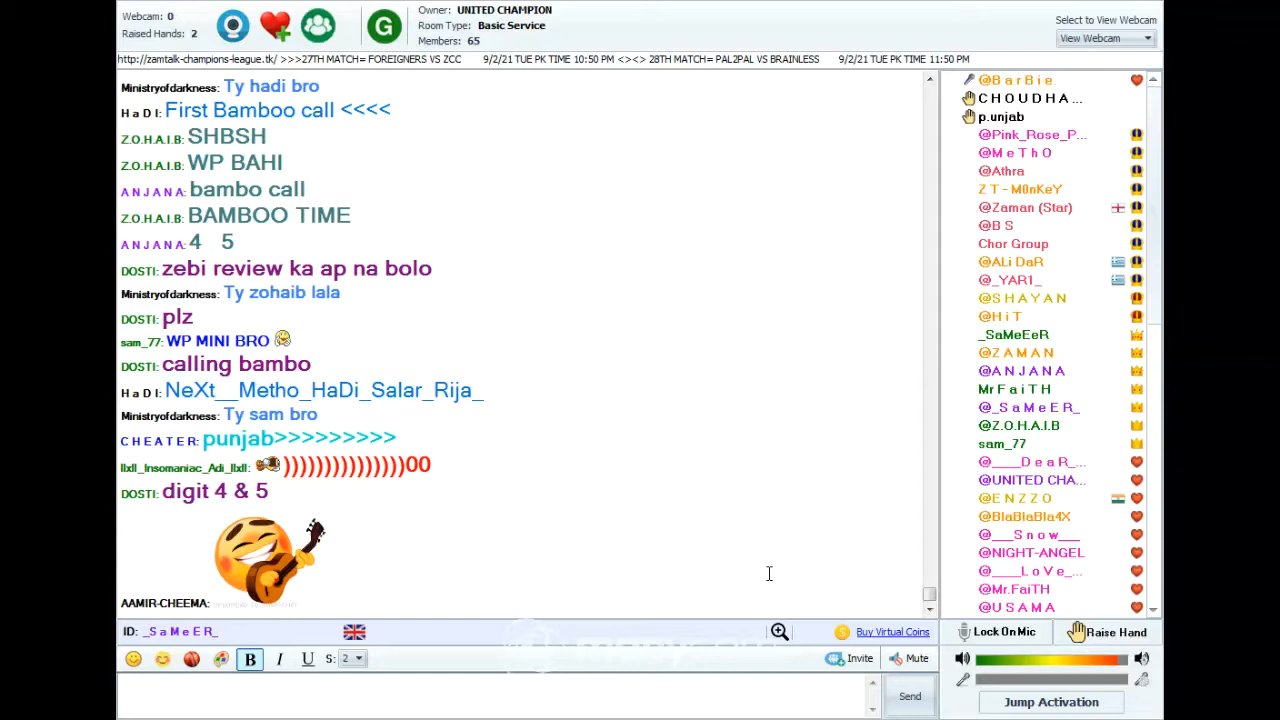 Webcam: 0
Raised Hands: 2
G
Owner: UNITED CHAMPION
Room Type: Basic Service
Members: 65
Select to View Webcam
View Webcam
http://zamtalk-champions-league.tk/ >>>27TH MATCH= FOREIGNERS VS ZCC 9/2/21 TUE PK TIME 10:50 PM <><> 28TH MATCH= PAL2PAL VS BRAINLESS 9/2/21 TUE PK TIME 11:50 PM
Ministryofdarkness: Ty hadi bro
H a D I: First Bamboo call <<<<
Z.O.H.A.I.B: SHBSH
Z.O.H.A.I.B: WP BAHI
A N J A N A: bambo call
Z.O.H.A.I.B: BAMBOO TIME
A N J A N A: 4 5
DOSTI: zebi review ka ap na bolo
Ministryofdarkness: Ty zohaib lala
DOSTI: plz
sam_77: WP MINI BRO
DOSTI: calling bambo
H a D I: NeXt__Metho_HaDi_Salar_Rija_
Ministryofdarkness: Ty sam bro
C H E A T E R: punjab>>>>>>>>>
llxll_Insomaniac_Adi_llxll: )))))))))))))))00
DOSTI: digit 4 & 5
AAMIR-CHEEMA:
@B a r B i e.
C H O U D H A ...
p.unjab
@Pink_Rose_P...
@M e T h O
@Athra
Z T - M0nKeY
@Zaman (Star)
@B S
Chor Group
@ALi DaR
@_YAR1_
@S H A Y A N
@H i T
_SaMeEeR
@Z A M A N
@A N J A N A
Mr F a i T H
@_S a M e E R_
@Z.O.H.A.I.B
sam_77
@____D e a R_...
@UNITED CHA...
@E N Z Z O
@BlaBlaBla4X
@___S n o w___
@NIGHT-ANGEL
@____L o V e_...
@Mr.FaiTH
@U S A M A
ID: _S a M e E R_
Buy Virtual Coins
Lock On Mic
Raise Hand
B I U S: 2
Invite
Mute
Send
Jump Activation